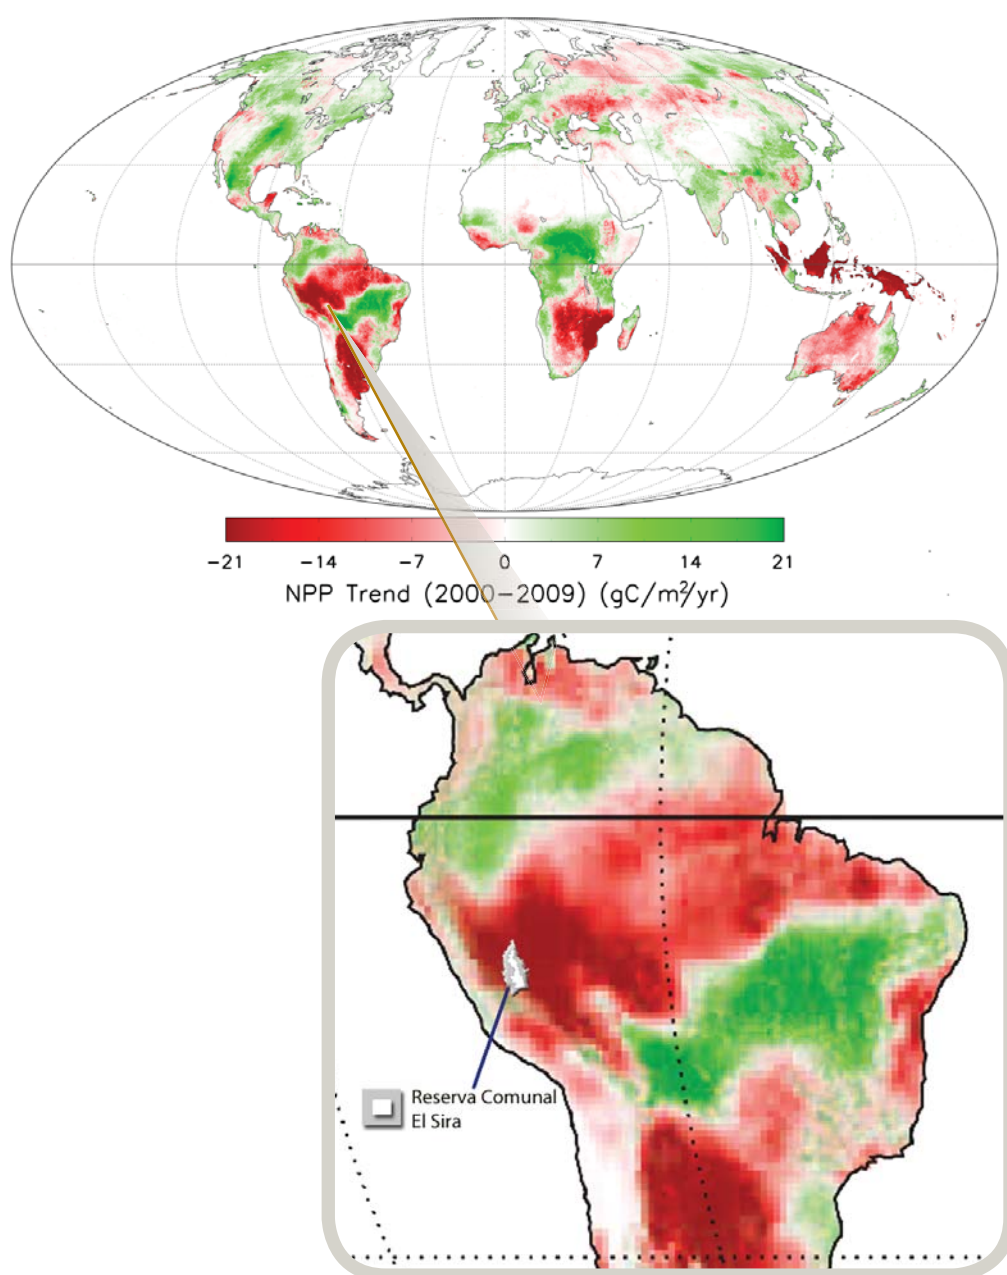 -21 -14 -7 0 7 14 21
NPP Trend (2000-2009) (gC/m²/yr)
Reserva Comunal
El Sira